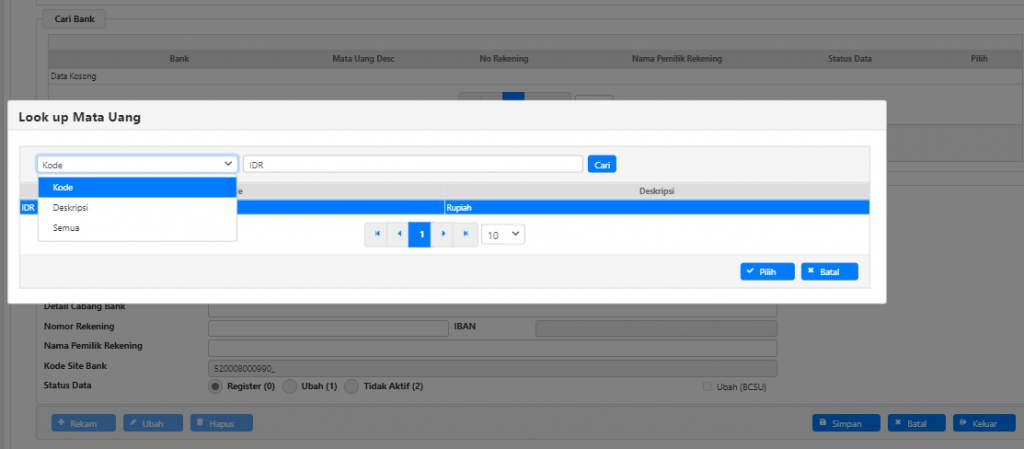 Cari Bank
Bank Mata Uang Desc No Rekening Nama Pemilik Rekening Status Data Pilih
Data Kosong
Look up Mata Uang
Kode IDR Cari
Kode
e Deskripsi
Deskripsi
IDR Rupiah
Semua
1 10
Pilih Batal
Detail Cabang Bank
Nomor Rekening IBAN
Nama Pemilik Rekening
Kode Site Bank 520008000990_
Status Data Register (0) Ubah (1) Tidak Aktif (2) Ubah (BCSU)
Rekam Ubah Hapus Simpan Batal Keluar